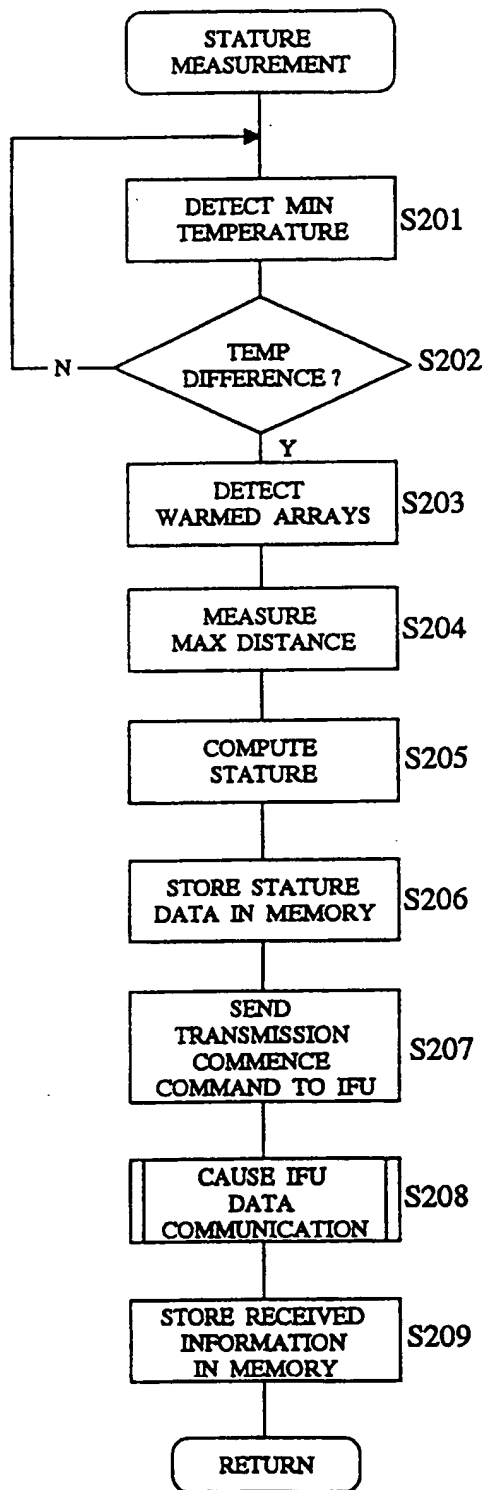 STATURE
MEASUREMENT
DETECT MIN
TEMPERATURE
S201
TEMP
DIFFERENCE ?
S202
N
Y
DETECT
WARMED ARRAYS
S203
MEASURE
MAX DISTANCE
S204
COMPUTE
STATURE
S205
STORE STATURE
DATA IN MEMORY
S206
SEND
TRANSMISSION
COMMENCE
COMMAND TO IFU
S207
CAUSE IFU
DATA
COMMUNICATION
S208
STORE RECEIVED
INFORMATION
IN MEMORY
S209
RETURN